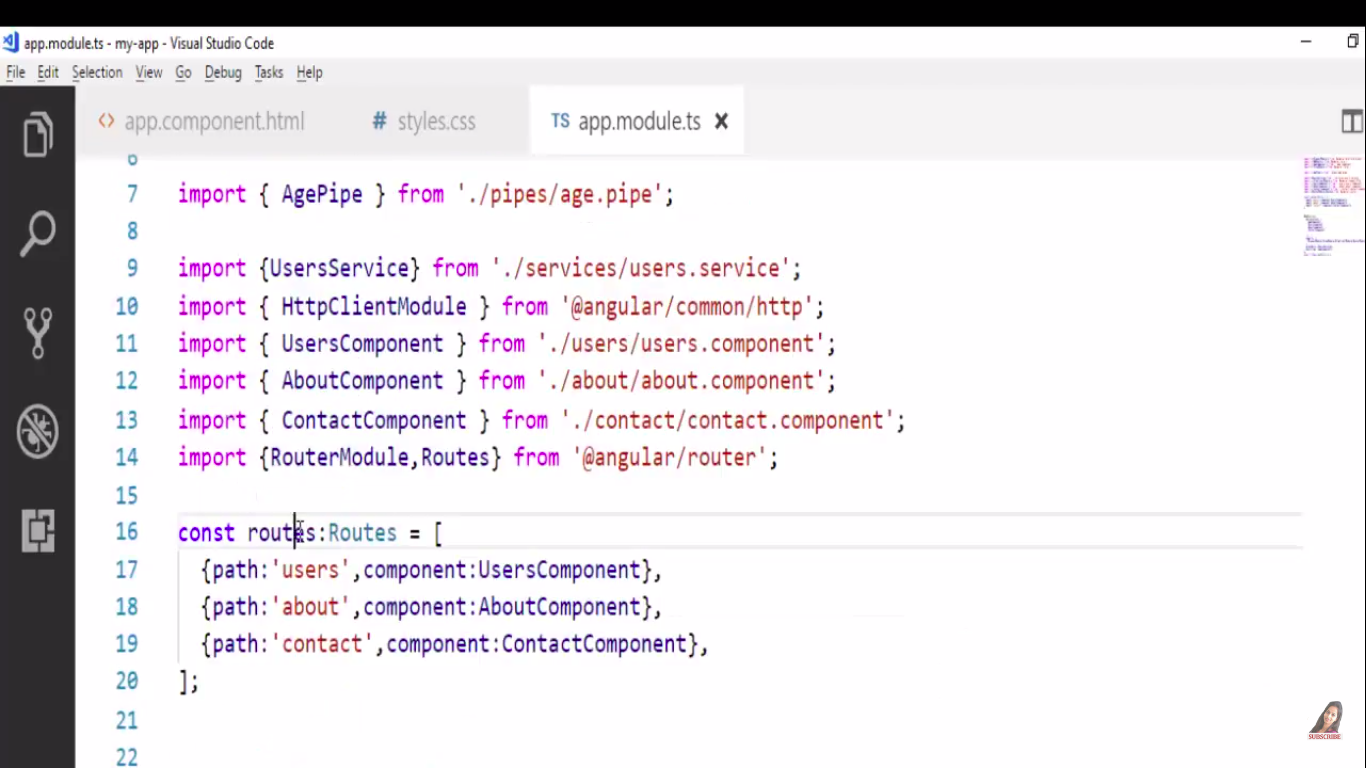 app.module.ts - my-app - Visual Studio Code
File Edit Selection View Go Debug Tasks Help
<> app.component.html # styles.css TS app.module.ts ×
6
7 import { AgePipe } from './pipes/age.pipe';
8
9 import {UsersService} from './services/users.service';
10 import { HttpClientModule } from '@angular/common/http';
11 import { UsersComponent } from './users/users.component';
12 import { AboutComponent } from './about/about.component';
13 import { ContactComponent } from './contact/contact.component';
14 import {RouterModule,Routes} from '@angular/router';
15
16 const routes:Routes = [
17 {path:'users',component:UsersComponent},
18 {path:'about',component:AboutComponent},
19 {path:'contact',component:ContactComponent},
20 ];
21
22
SUBSCRIBE